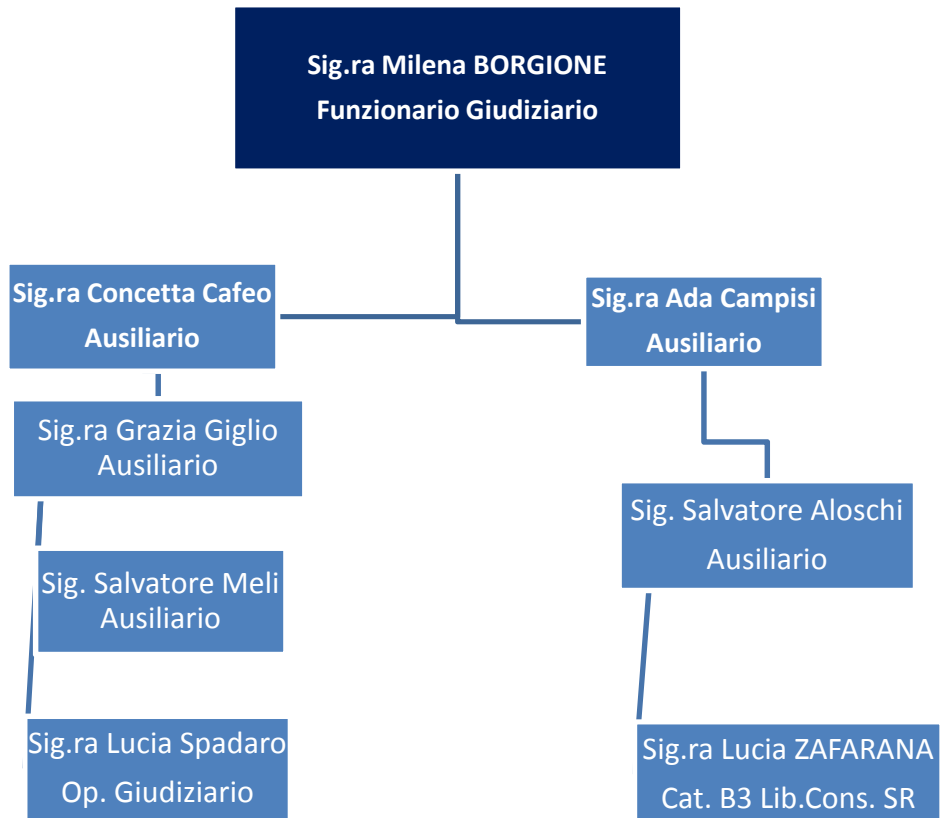 Sig.ra Milena BORGIONE
Funzionario Giudiziario
Sig.ra Concetta Cafeo
Ausiliario
Sig.ra Ada Campisi
Ausiliario
Sig.ra Grazia Giglio
Ausiliario
Sig. Salvatore Aloschi
Ausiliario
Sig. Salvatore Meli
Ausiliario
Sig.ra Lucia Spadaro
Op. Giudiziario
Sig.ra Lucia ZAFARANA
Cat. B3 Lib.Cons. SR